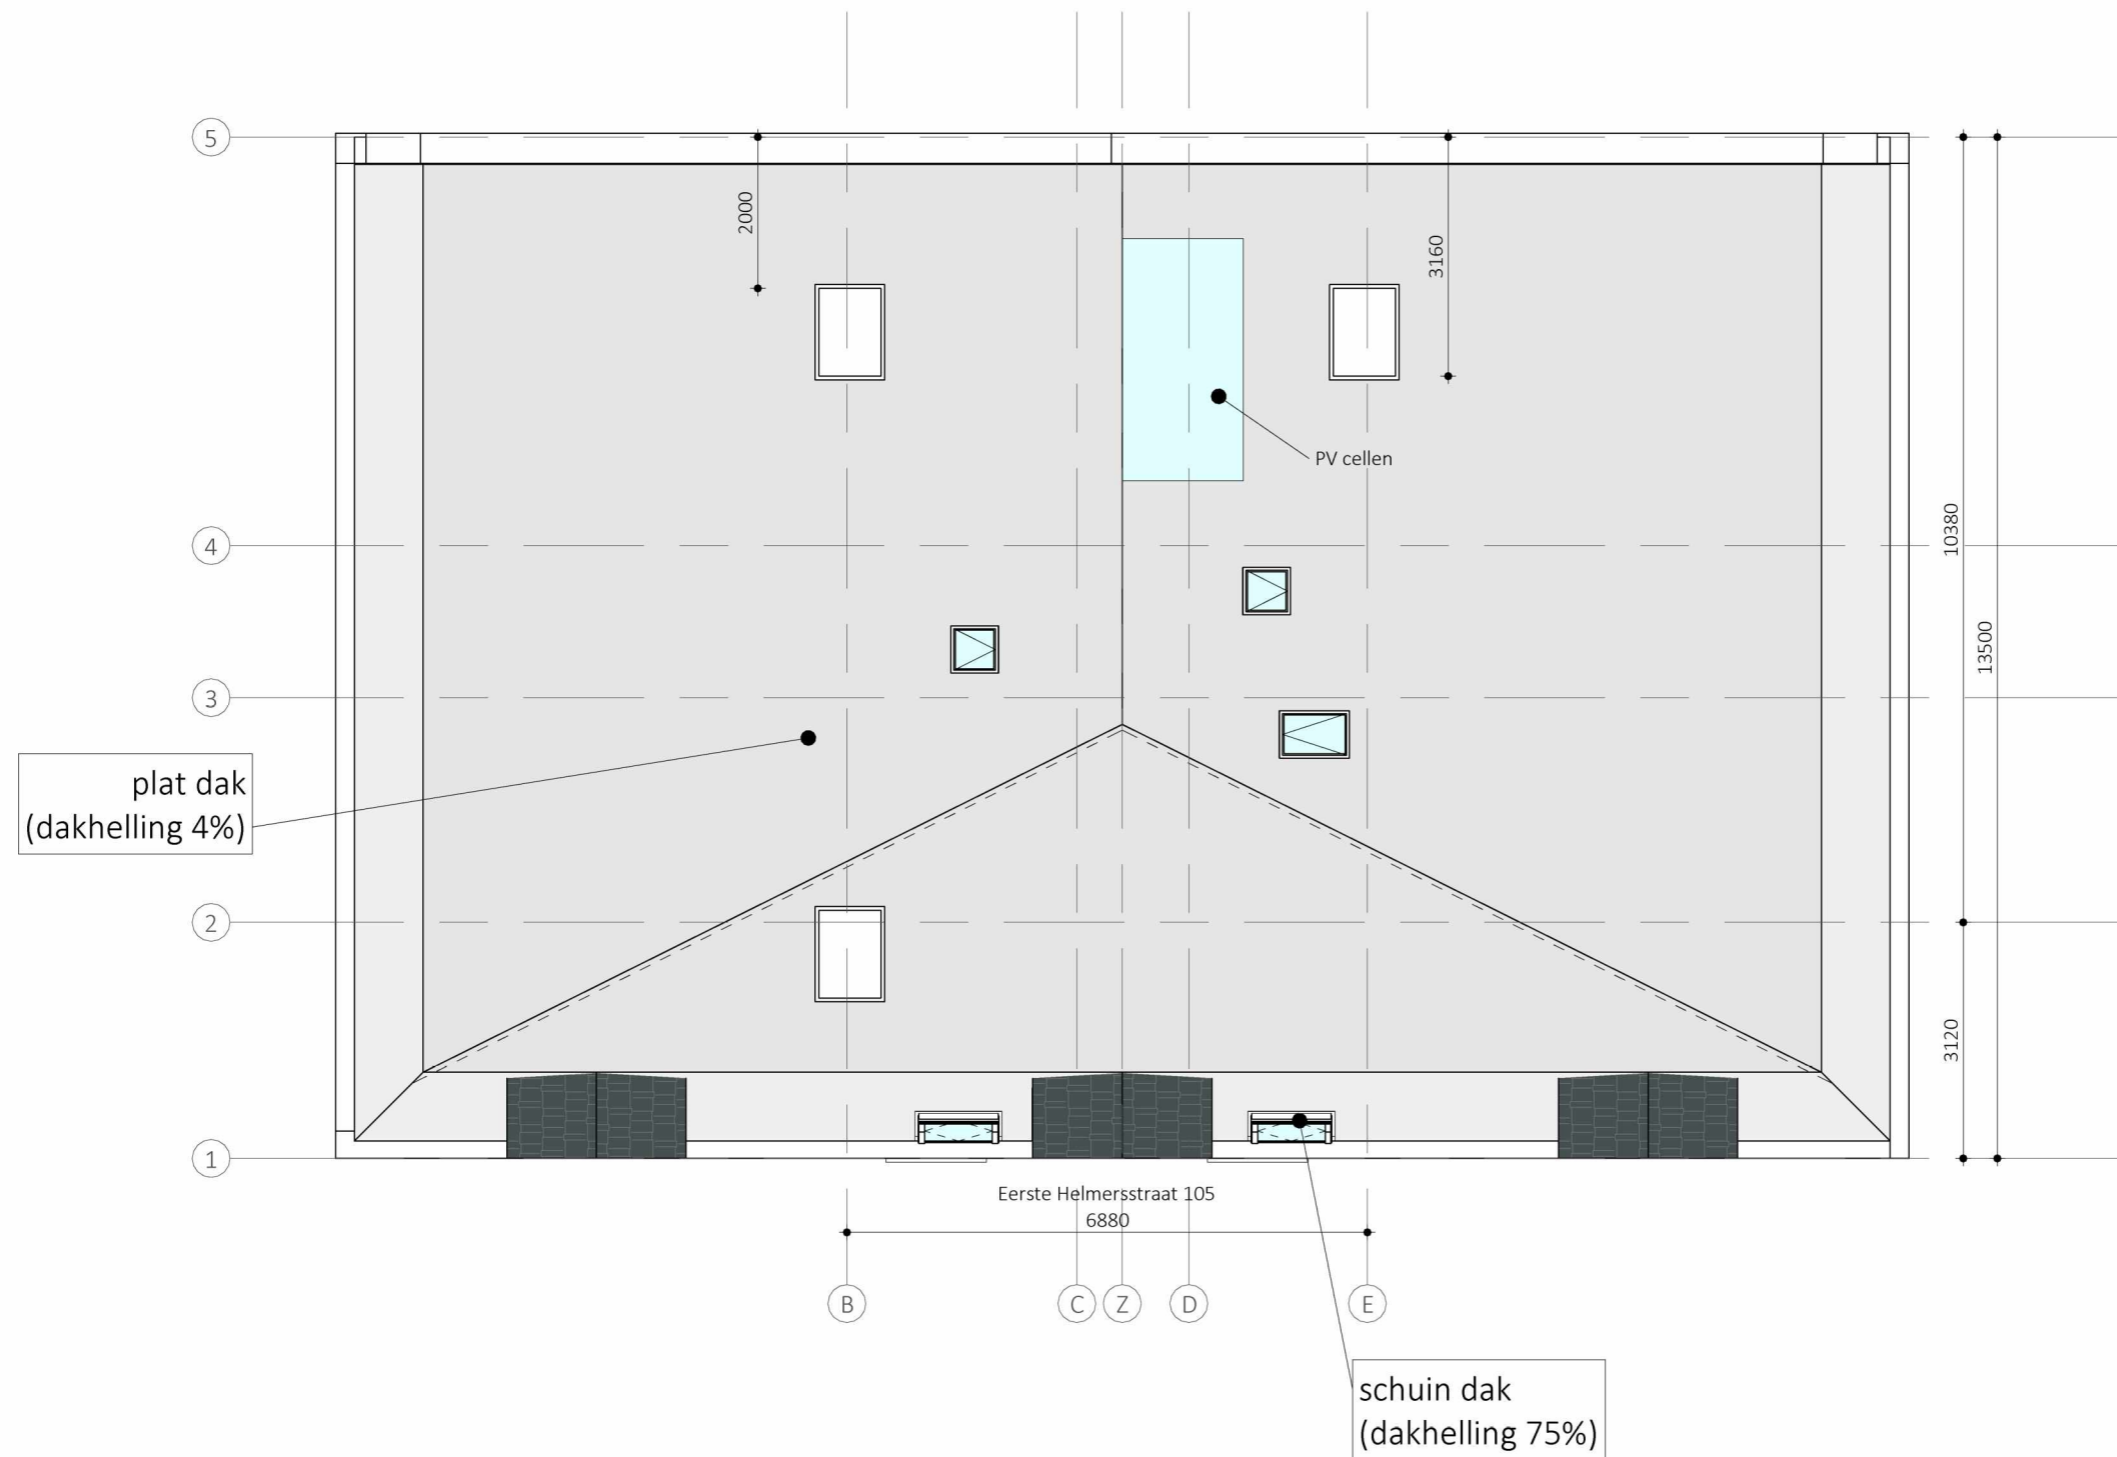 5
2000
3160
PV cellen
4
10380
13500
3
plat dak
(dakhelling 4%)
2
3120
1
Eerste Helmersstraat 105
6880
B
C
Z
D
E
schuin dak
(dakhelling 75%)